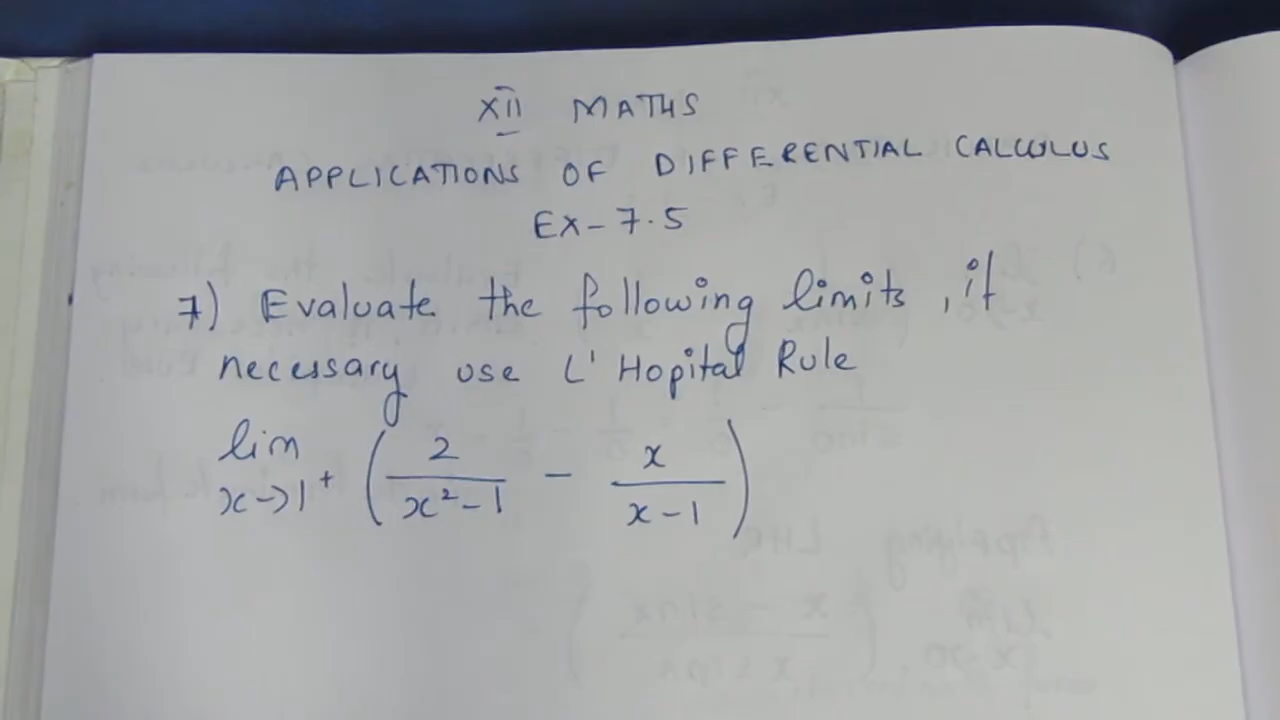 XII MATHS
APPLICATIONS OF DIFFERENTIAL CALCULUS
EX-7.5
7) Evaluate the following limits, if
necessary use L' Hopital Rule
lim x→1⁺ (2/(x²-1) - x/(x-1))